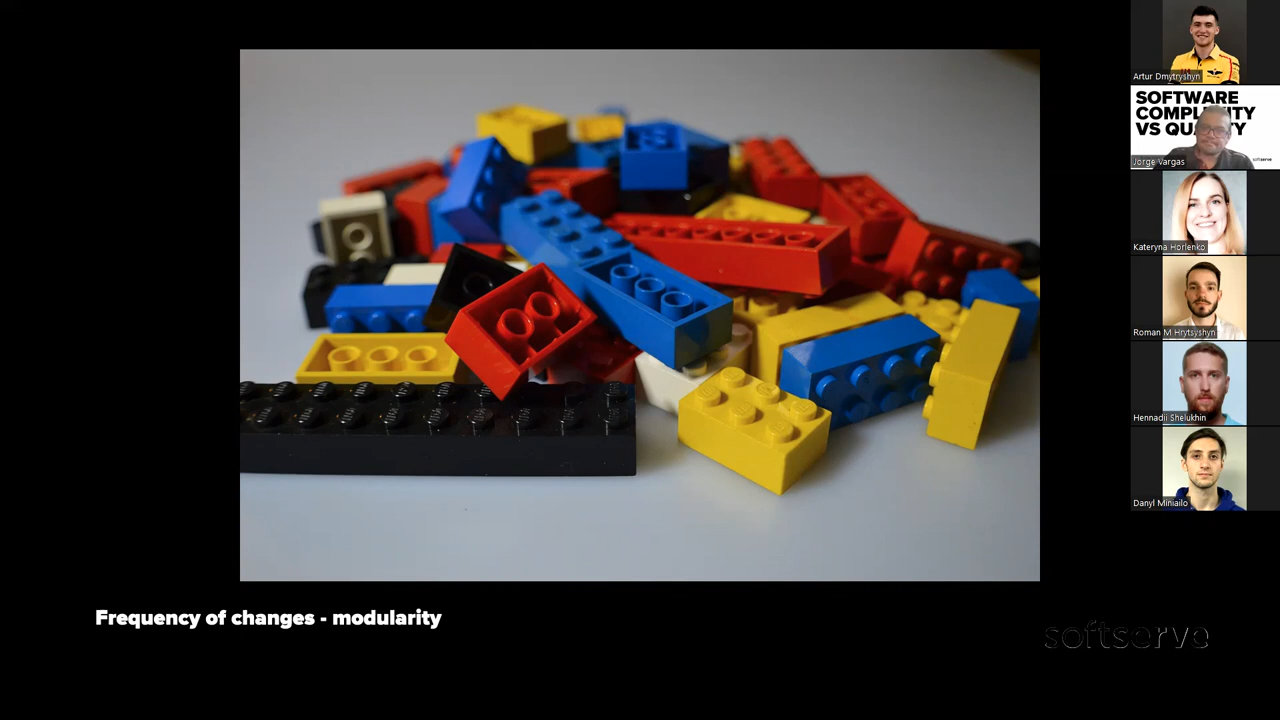 Artur Dmytryshyn
SOFTWARE
COMPLEXITY
VS QUALITY
softserve
Jorge Vargas
Kateryna Horlenko
Roman M Hrytsyshyn
Hennadii Shelukhin
Danyl Miniailo
Frequency of changes - modularity
softserve